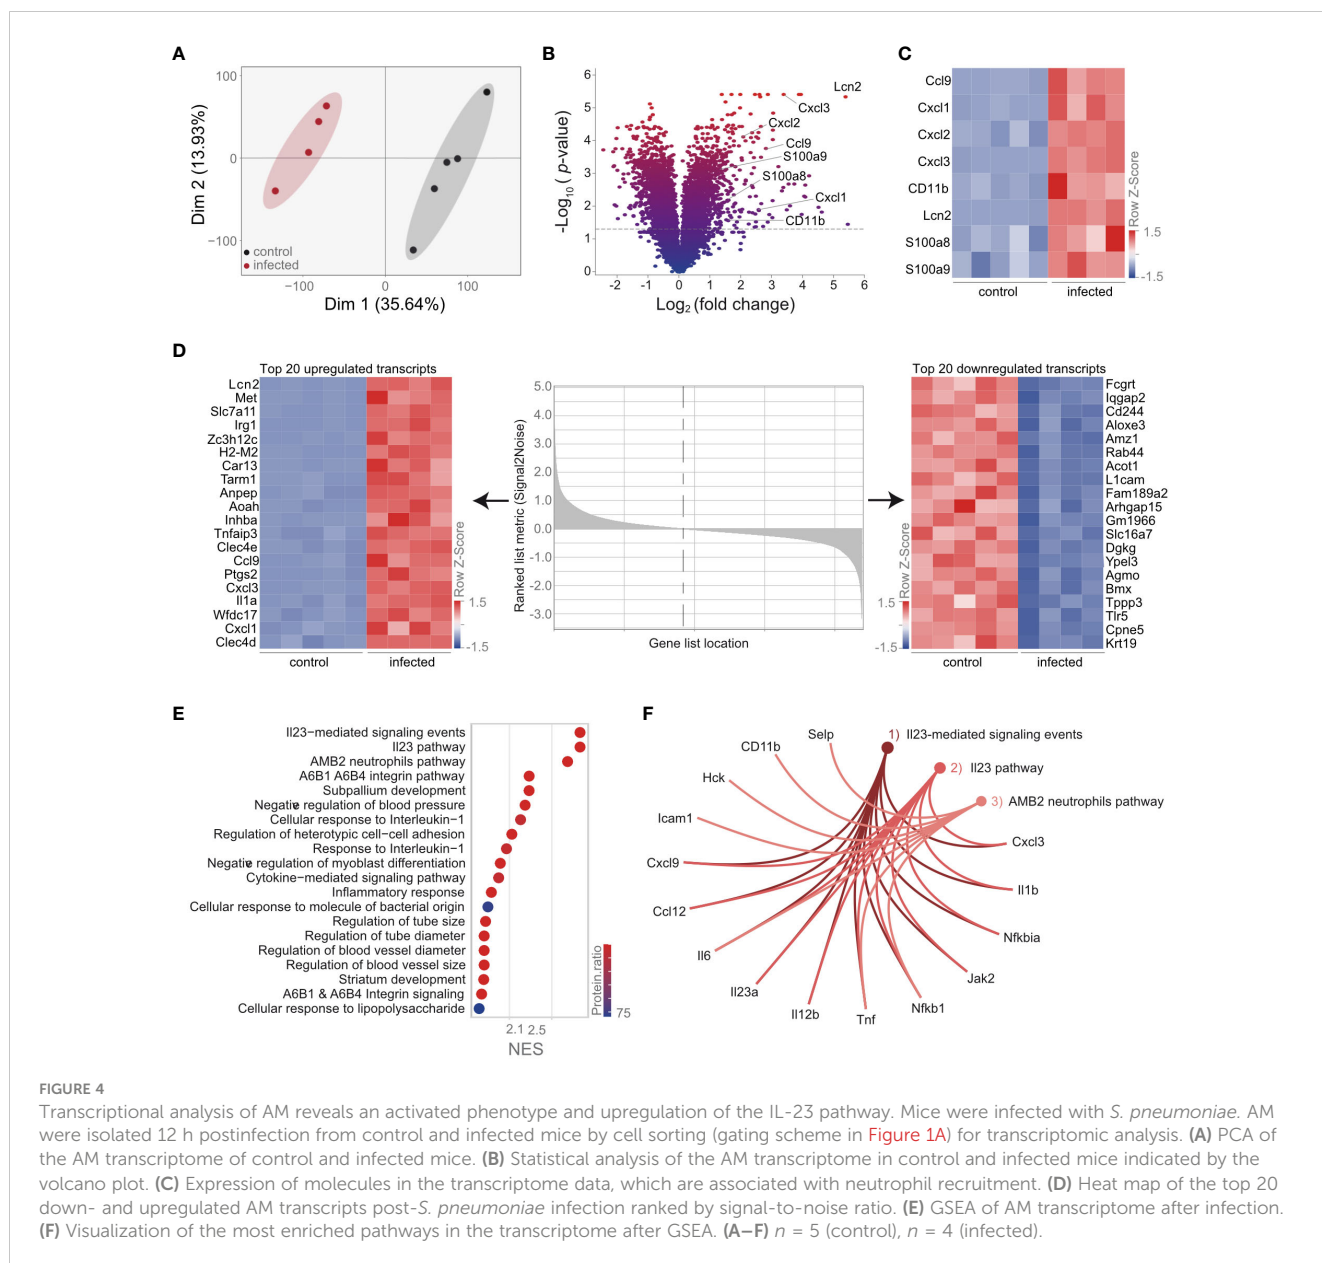 A
Dim 2 (13.93%)
100
0
−100
control
infected
−100
0
100
Dim 1 (35.64%)
B
-Log10 ( p-value)
6
5
4
3
2
1
0
Lcn2
Cxcl3
Cxcl2
Ccl9
S100a9
S100a8
Cxcl1
CD11b
-2
-1
0
1
2
3
4
5
6
Log2 (fold change)
C
Ccl9
Cxcl1
Cxcl2
Cxcl3
CD11b
Lcn2
S100a8
S100a9
control
infected
Row Z-Score
1.5
-1.5
D
Top 20 upregulated transcripts
Lcn2
Met
Slc7a11
Irg1
Zc3h12c
H2-M2
Car13
Tarm1
Anpep
Aoah
Inhba
Tnfaip3
Clec4e
Ccl9
Ptgs2
Cxcl3
Il1a
Wfdc17
Cxcl1
Clec4d
control
infected
Row Z-Score
1.5
-1.5
Ranked list metric (Signal2Noise)
5.0
4.0
3.0
2.0
1.0
0.0
-1.0
-2.0
-3.0
Gene list location
Top 20 downregulated transcripts
Fcgrt
Iqgap2
Cd244
Aloxe3
Amz1
Rab44
Acot1
L1cam
Fam189a2
Arhgap15
Gm1966
Slc16a7
Dgkg
Ypel3
Agmo
Bmx
Tppp3
Tlr5
Cpne5
Krt19
Row Z-Score
1.5
-1.5
control
infected
E
Il23−mediated signaling events
Il23 pathway
AMB2 neutrophils pathway
A6B1 A6B4 integrin pathway
Subpallium development
Negative regulation of blood pressure
Cellular response to Interleukin−1
Regulation of heterotypic cell−cell adhesion
Response to Interleukin−1
Negative regulation of myoblast differentiation
Cytokine−mediated signaling pathway
Inflammatory response
Cellular response to molecule of bacterial origin
Regulation of tube size
Regulation of tube diameter
Regulation of blood vessel diameter
Regulation of blood vessel size
Striatum development
A6B1 & A6B4 Integrin signaling
Cellular response to lipopolysaccharide
2.1
2.5
NES
Protein.ratio
75
F
1) Il23-mediated signaling events
2) Il23 pathway
3) AMB2 neutrophils pathway
Selp
CD11b
Hck
Icam1
Cxcl9
Ccl12
Il6
Il23a
Il12b
Tnf
Nfkb1
Jak2
Nfkbia
Il1b
Cxcl3
FIGURE 4
Transcriptional analysis of AM reveals an activated phenotype and upregulation of the IL-23 pathway. Mice were infected with S. pneumoniae. AM
were isolated 12 h postinfection from control and infected mice by cell sorting (gating scheme in Figure 1A) for transcriptomic analysis. (A) PCA of
the AM transcriptome of control and infected mice. (B) Statistical analysis of the AM transcriptome in control and infected mice indicated by the
volcano plot. (C) Expression of molecules in the transcriptome data, which are associated with neutrophil recruitment. (D) Heat map of the top 20
down- and upregulated AM transcripts post-S. pneumoniae infection ranked by signal-to-noise ratio. (E) GSEA of AM transcriptome after infection.
(F) Visualization of the most enriched pathways in the transcriptome after GSEA. (A–F) n = 5 (control), n = 4 (infected).